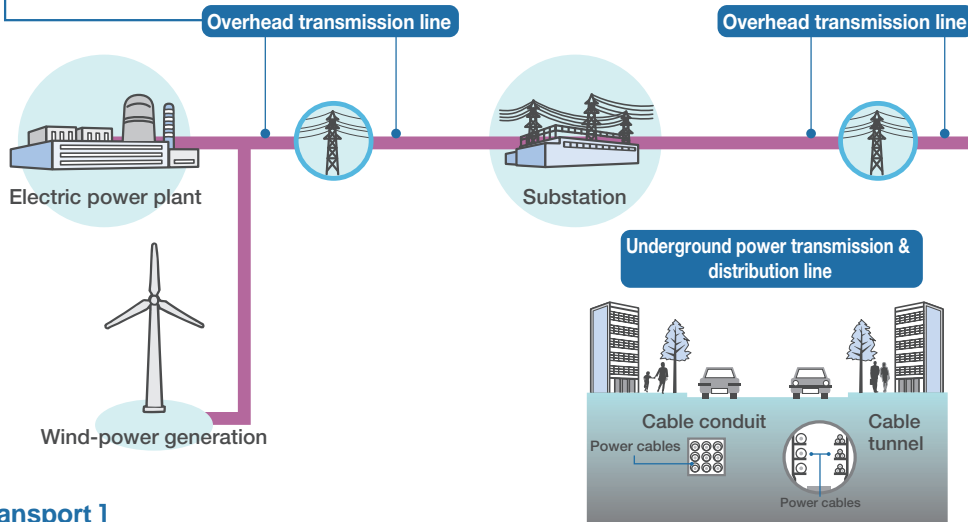 Overhead transmission line
Overhead transmission line
Electric power plant
Substation
Underground power transmission &
distribution line
Wind-power generation
Cable conduit
Cable
tunnel
Power cables
Power cables
ansport ]